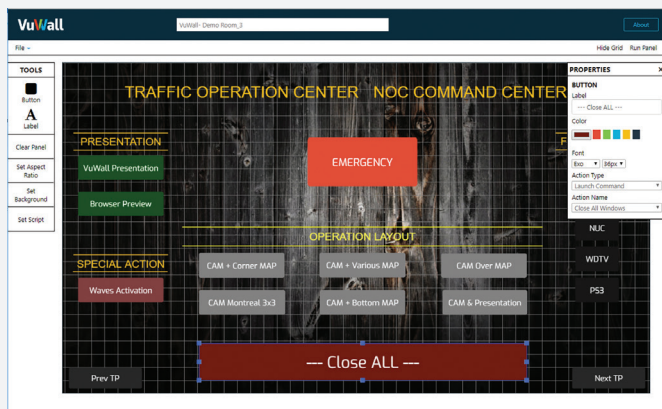 VuWall
VuWall- Demo Room_3
About
File
Hide Grid Run Panel
TOOLS
Button
A
Label
Clear Panel
Set Aspect
Ratio
Set
Background
Set Script
TRAFFIC OPERATION CENTER NOC COMMAND CENTER
PRESENTATION
VuWall Presentation
Browser Preview
EMERGENCY
F
OPERATION LAYOUT
SPECIAL ACTION
Waves Activation
CAM + Corner MAP
CAM + Various MAP
CAM Over MAP
CAM Montreal 3x3
CAM + Bottom MAP
CAM & Presentation
NUC
WDTV
PS3
--- Close ALL ---
Prev TP
Next TP
PROPERTIES x
BUTTON
Label
--- Close ALL ---
Color
Font
Exo 36px
Action Type
Launch Command
Action Name
Close All Windows